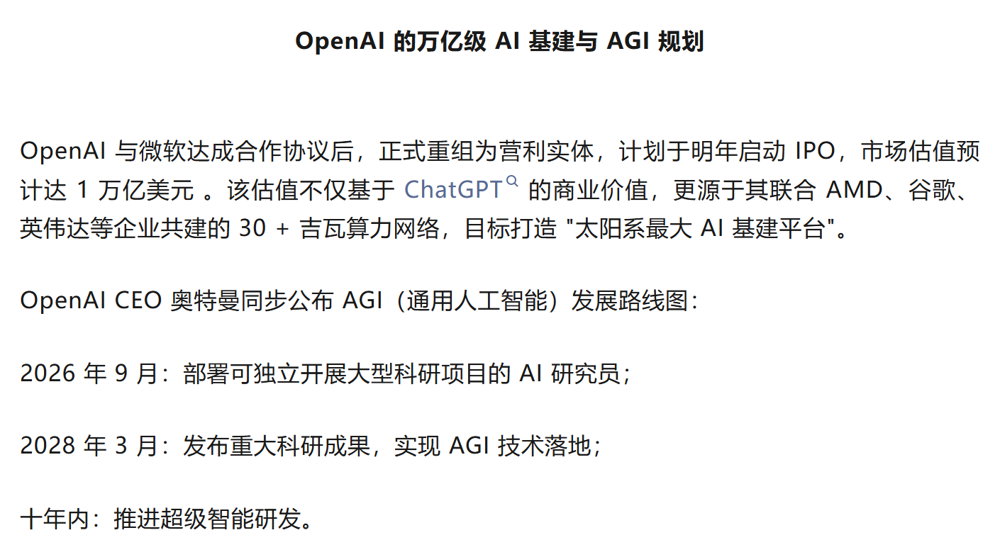 OpenAI 的万亿级 AI 基建与 AGI 规划
OpenAI 与微软达成合作协议后，正式重组为营利实体，计划于明年启动 IPO，市场估值预
计达 1 万亿美元 。该估值不仅基于 ChatGPT 的商业价值，更源于其联合 AMD、谷歌、
英伟达等企业共建的 30 + 吉瓦算力网络，目标打造 "太阳系最大 AI 基建平台"。
OpenAI CEO 奥特曼同步公布 AGI（通用人工智能）发展路线图：
2026 年 9 月：部署可独立开展大型科研项目的 AI 研究员；
2028 年 3 月：发布重大科研成果，实现 AGI 技术落地；
十年内：推进超级智能研发。